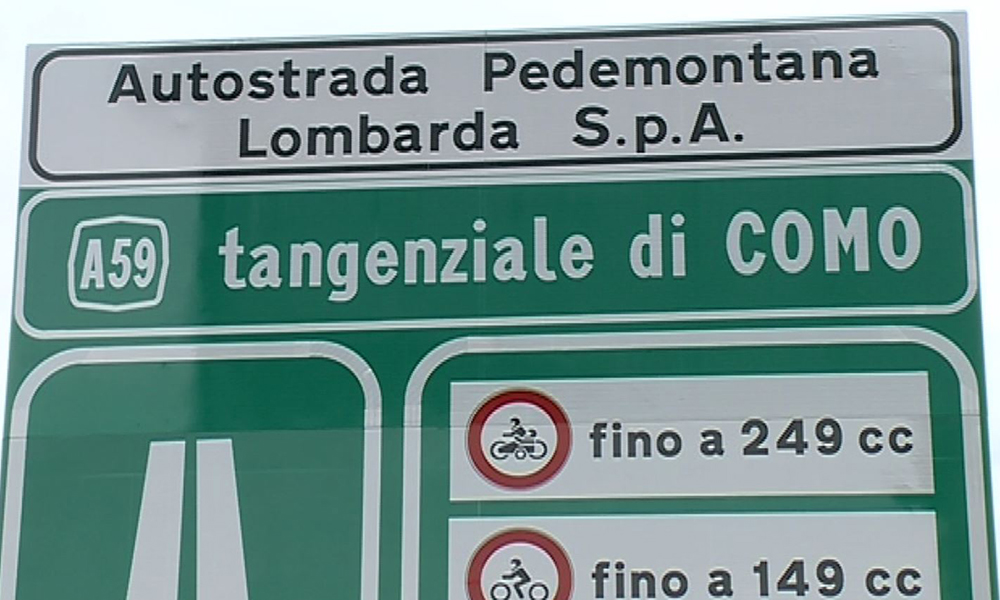 Autostrada Pedemontana
Lombarda S.p.A.
A59 tangenziale di COMO
fino a 249 cc
fino a 149 cc